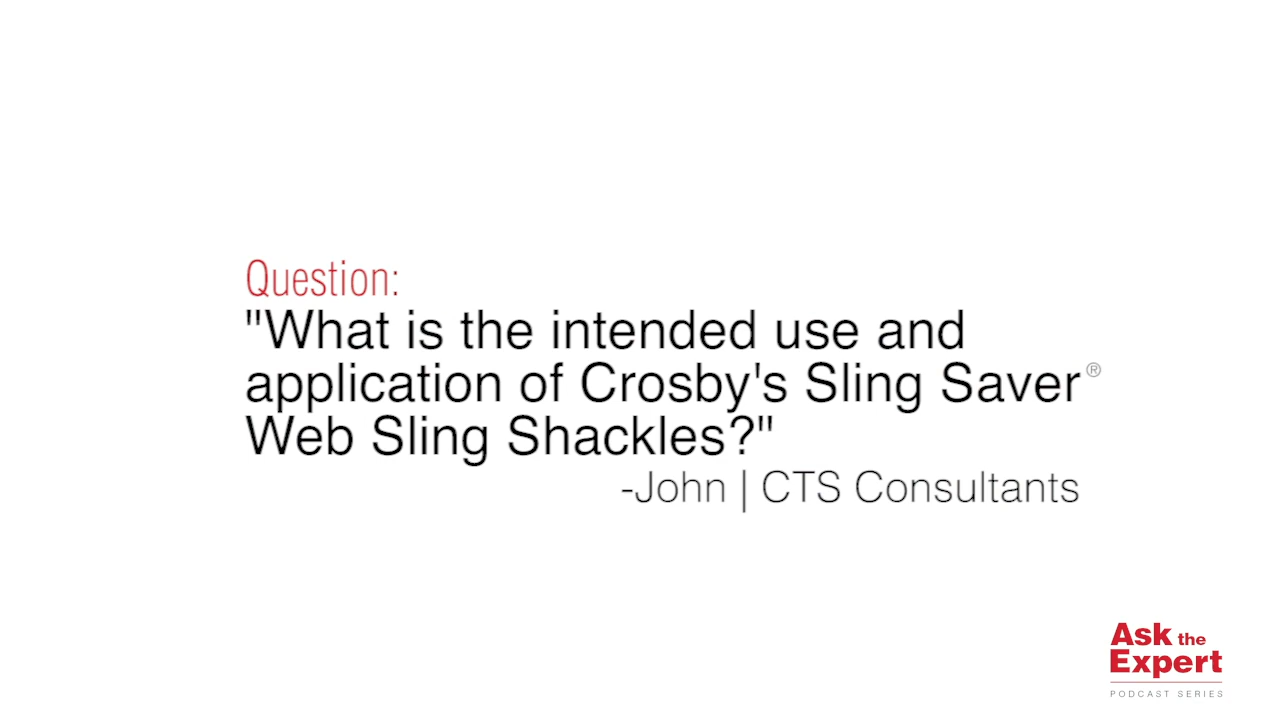 Question:
"What is the intended use and
application of Crosby's Sling Saver®
Web Sling Shackles?"
-John | CTS Consultants
Ask the
Expert
PODCAST SERIES